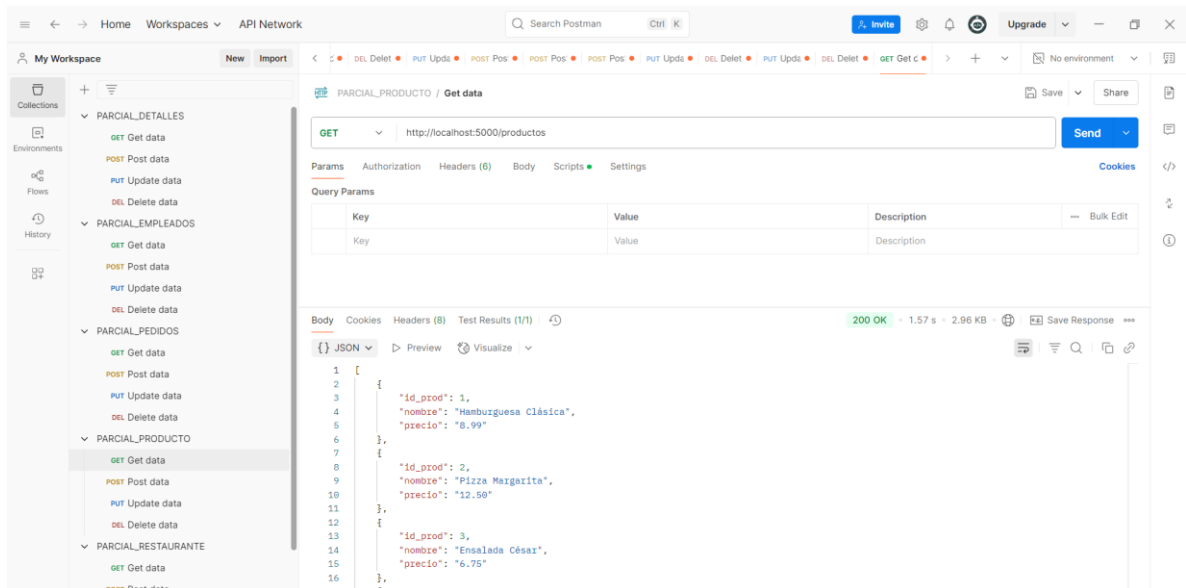 Home Workspaces API Network Search Postman Ctrl K Invite Upgrade
My Workspace New Import
DEL Delet PUT Upda POST Pos POST Pos POST Pos PUT Upda DEL Delet PUT Upda DEL Delet GET Get c No environment
Collections
Environments
Flows
History
PARCIAL_DETALLES
GET Get data
POST Post data
PUT Update data
DEL Delete data
PARCIAL_EMPLEADOS
GET Get data
POST Post data
PUT Update data
DEL Delete data
PARCIAL_PEDIDOS
GET Get data
POST Post data
PUT Update data
DEL Delete data
PARCIAL_PRODUCTO
GET Get data
POST Post data
PUT Update data
DEL Delete data
PARCIAL_RESTAURANTE
GET Get data
HTTP PARCIAL_PRODUCTO / Get data Save Share
GET http://localhost:5000/productos Send
Params Authorization Headers (6) Body Scripts Settings Cookies
Query Params
Key Value Description Bulk Edit
Key Value Description
Body Cookies Headers (8) Test Results (1/1) 200 OK 1.57 s 2.96 KB Save Response
{} JSON Preview Visualize
1 [
2 {
3 "id_prod": 1,
4 "nombre": "Hamburguesa Clásica",
5 "precio": "8.99"
6 },
7 {
8 "id_prod": 2,
9 "nombre": "Pizza Margarita",
10 "precio": "12.50"
11 },
12 {
13 "id_prod": 3,
14 "nombre": "Ensalada César",
15 "precio": "6.75"
16 },